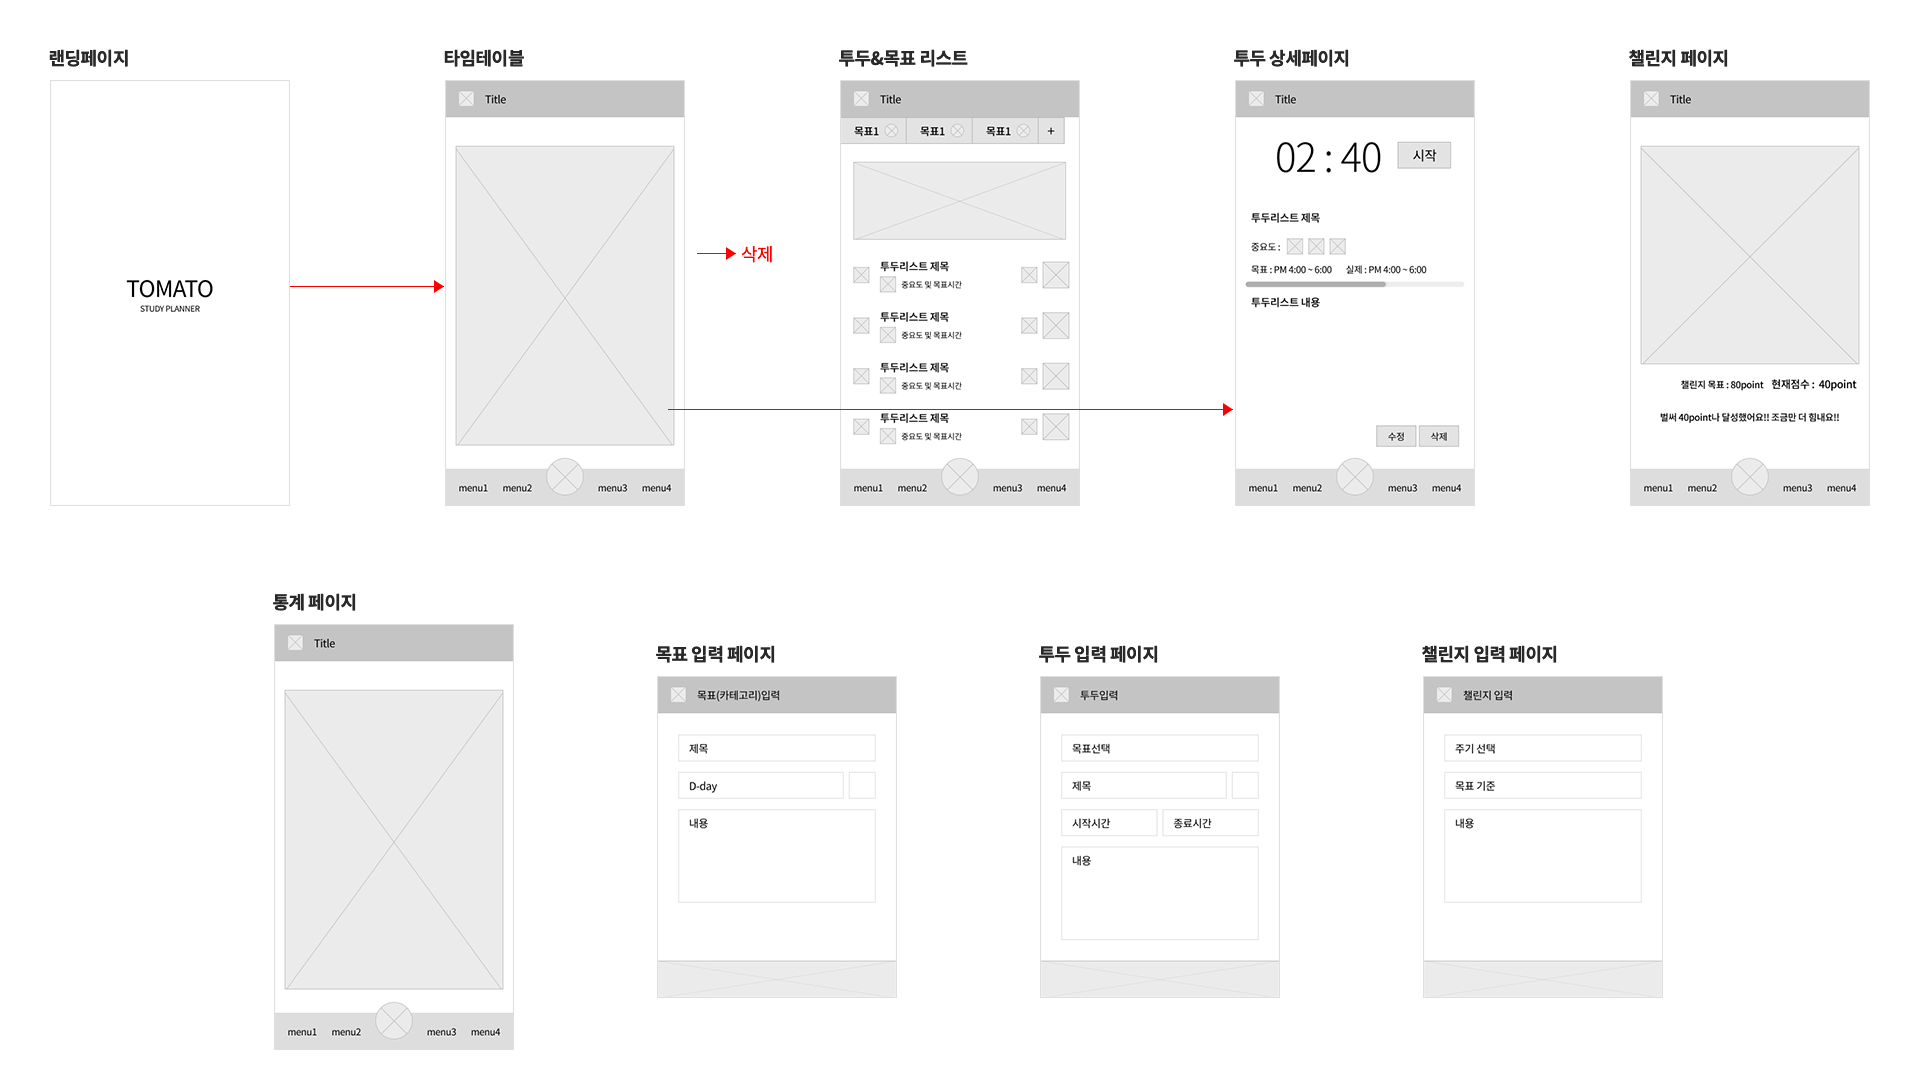 랜딩페이지
TOMATO
STUDY PLANNER
타임테이블
Title
menu1 menu2 menu3 menu4
삭제
투두&목표 리스트
Title
목표1 목표1 목표1 +
투두리스트 제목
중요도 및 목표시간
투두리스트 제목
중요도 및 목표시간
투두리스트 제목
중요도 및 목표시간
투두리스트 제목
중요도 및 목표시간
menu1 menu2 menu3 menu4
투두 상세페이지
Title
02 : 40 시작
투두리스트 제목
중요도 :
목표 : PM 4:00 ~ 6:00 실제 : PM 4:00 ~ 6:00
투두리스트 내용
수정 삭제
menu1 menu2 menu3 menu4
챌린지 페이지
Title
챌린지 목표 : 80point 현재점수 : 40point
벌써 40point나 달성했어요!! 조금만 더 힘내요!!
menu1 menu2 menu3 menu4
통계 페이지
Title
menu1 menu2 menu3 menu4
목표 입력 페이지
목표(카테고리)입력
제목
D-day
내용
투두 입력 페이지
투두입력
목표선택
제목
시작시간 종료시간
내용
챌린지 입력 페이지
챌린지 입력
주기 선택
목표 기준
내용